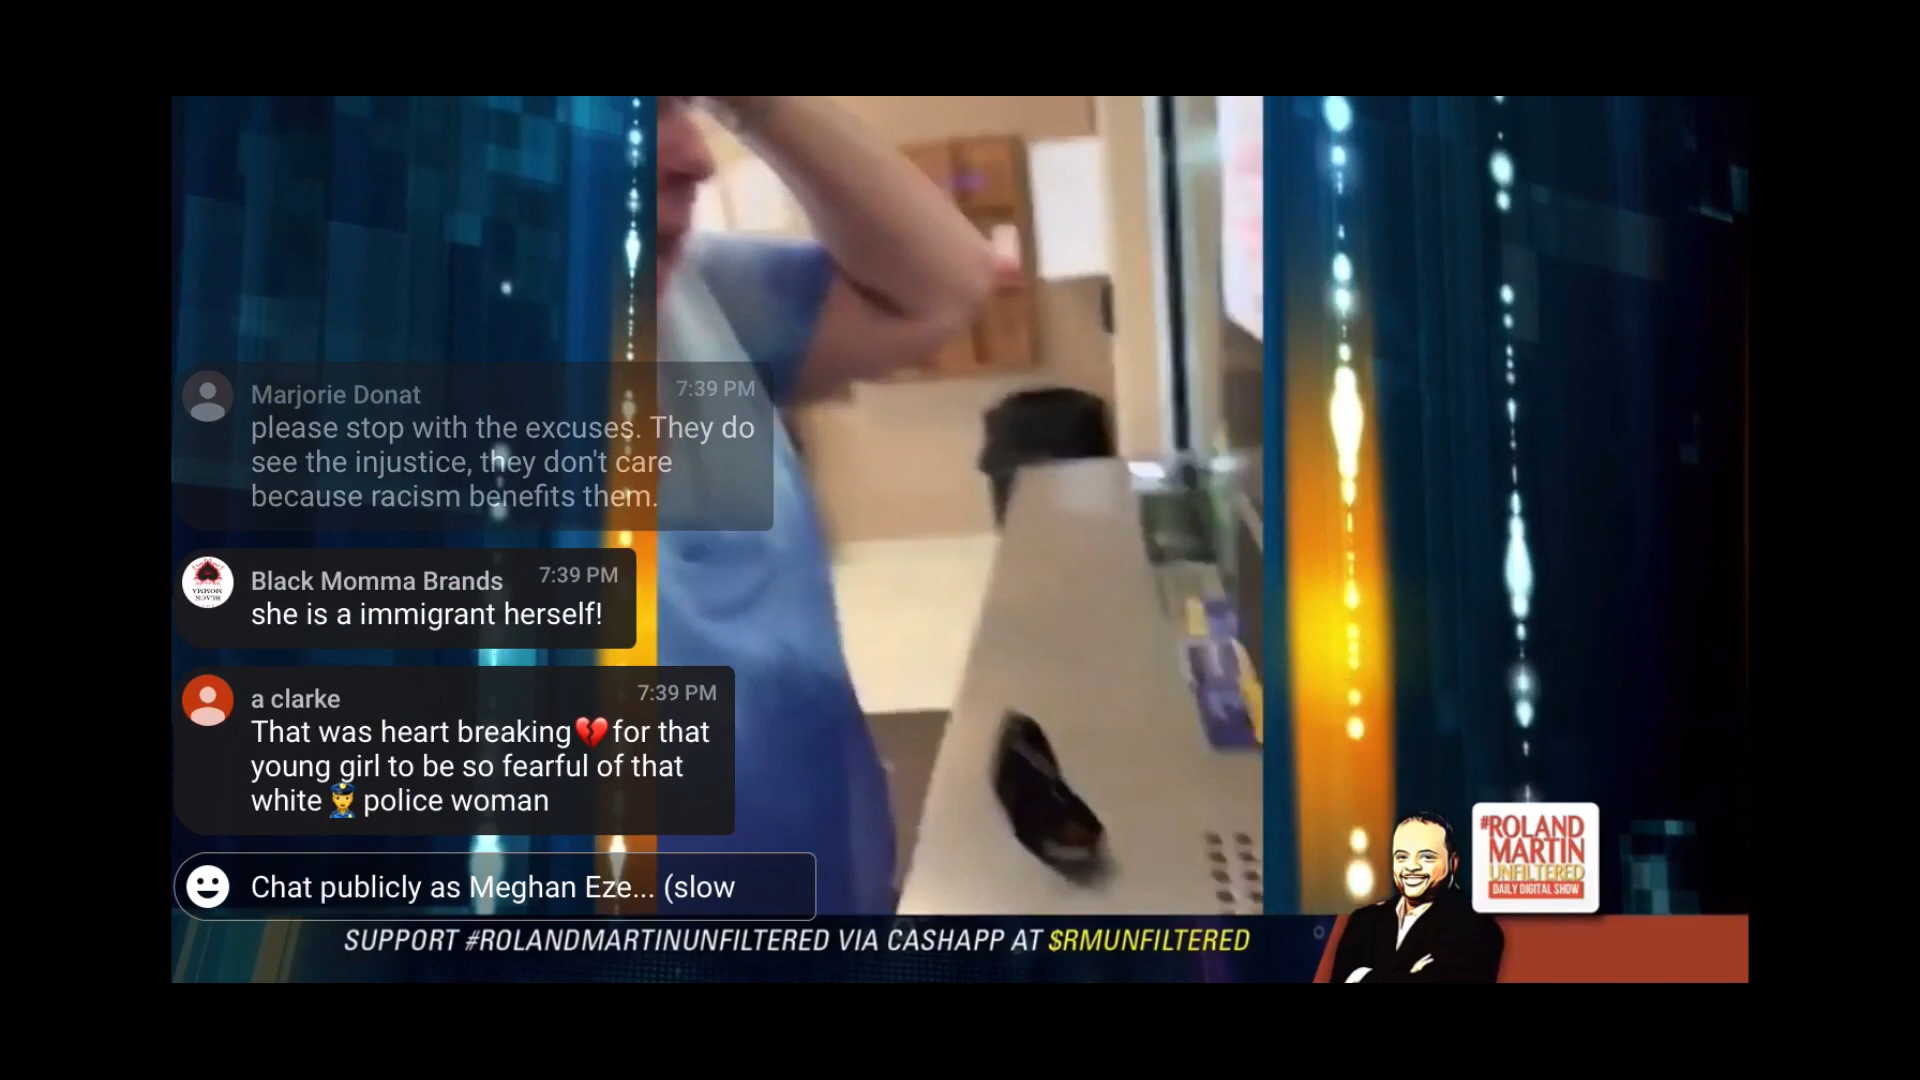 Marjorie Donat 7:39 PM
please stop with the excuses. They do
see the injustice, they don't care
because racism benefits them.
Black Momma Brands 7:39 PM
she is a immigrant herself!
a clarke 7:39 PM
That was heart breaking💔for that
young girl to be so fearful of that
white👮police woman
Chat publicly as Meghan Eze... (slow
#ROLAND
MARTIN
UNFILTERED
DAILY DIGITAL SHOW
SUPPORT #ROLANDMARTINUNFILTERED VIA CASHAPP AT $RMUNFILTERED